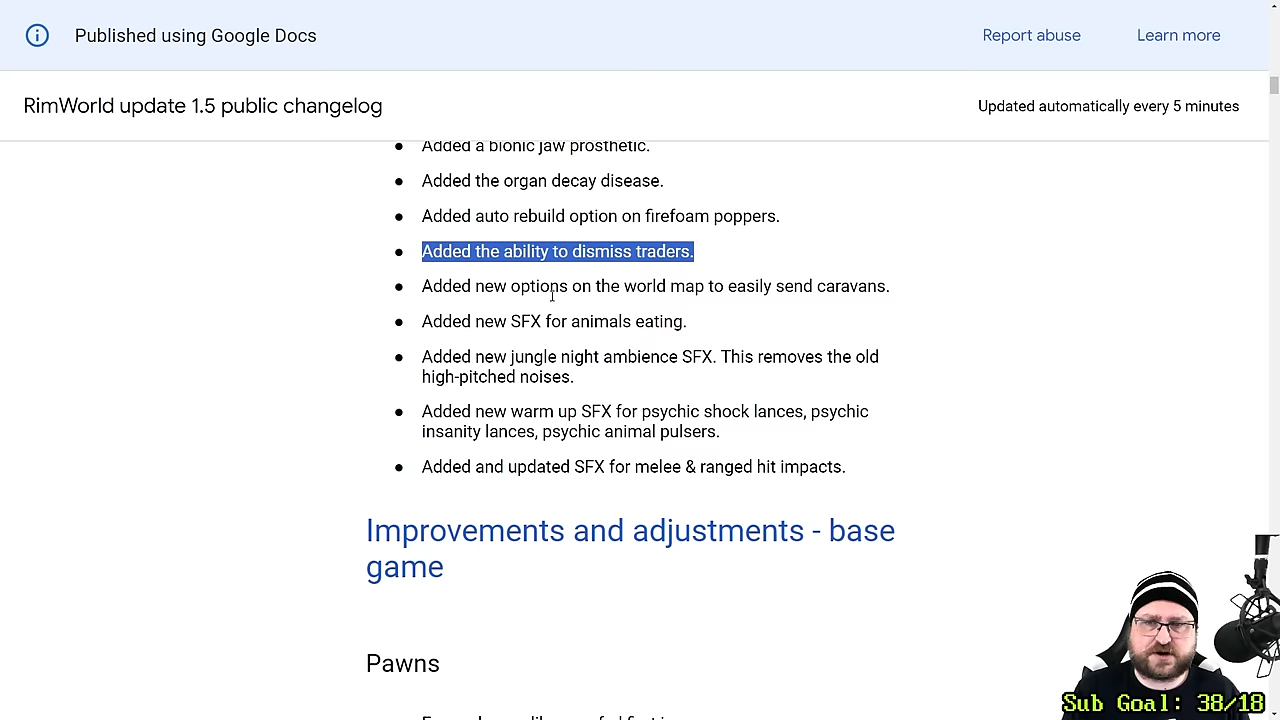 Published using Google Docs
Report abuse
Learn more
RimWorld update 1.5 public changelog
Updated automatically every 5 minutes
● Added a bionic jaw prosthetic.
● Added the organ decay disease.
● Added auto rebuild option on firefoam poppers.
● Added the ability to dismiss traders.
● Added new options on the world map to easily send caravans.
● Added new SFX for animals eating.
● Added new jungle night ambience SFX. This removes the old
high-pitched noises.
● Added new warm up SFX for psychic shock lances, psychic
insanity lances, psychic animal pulsers.
● Added and updated SFX for melee & ranged hit impacts.
Improvements and adjustments - base
game
Pawns
Sub Goal: 38/18